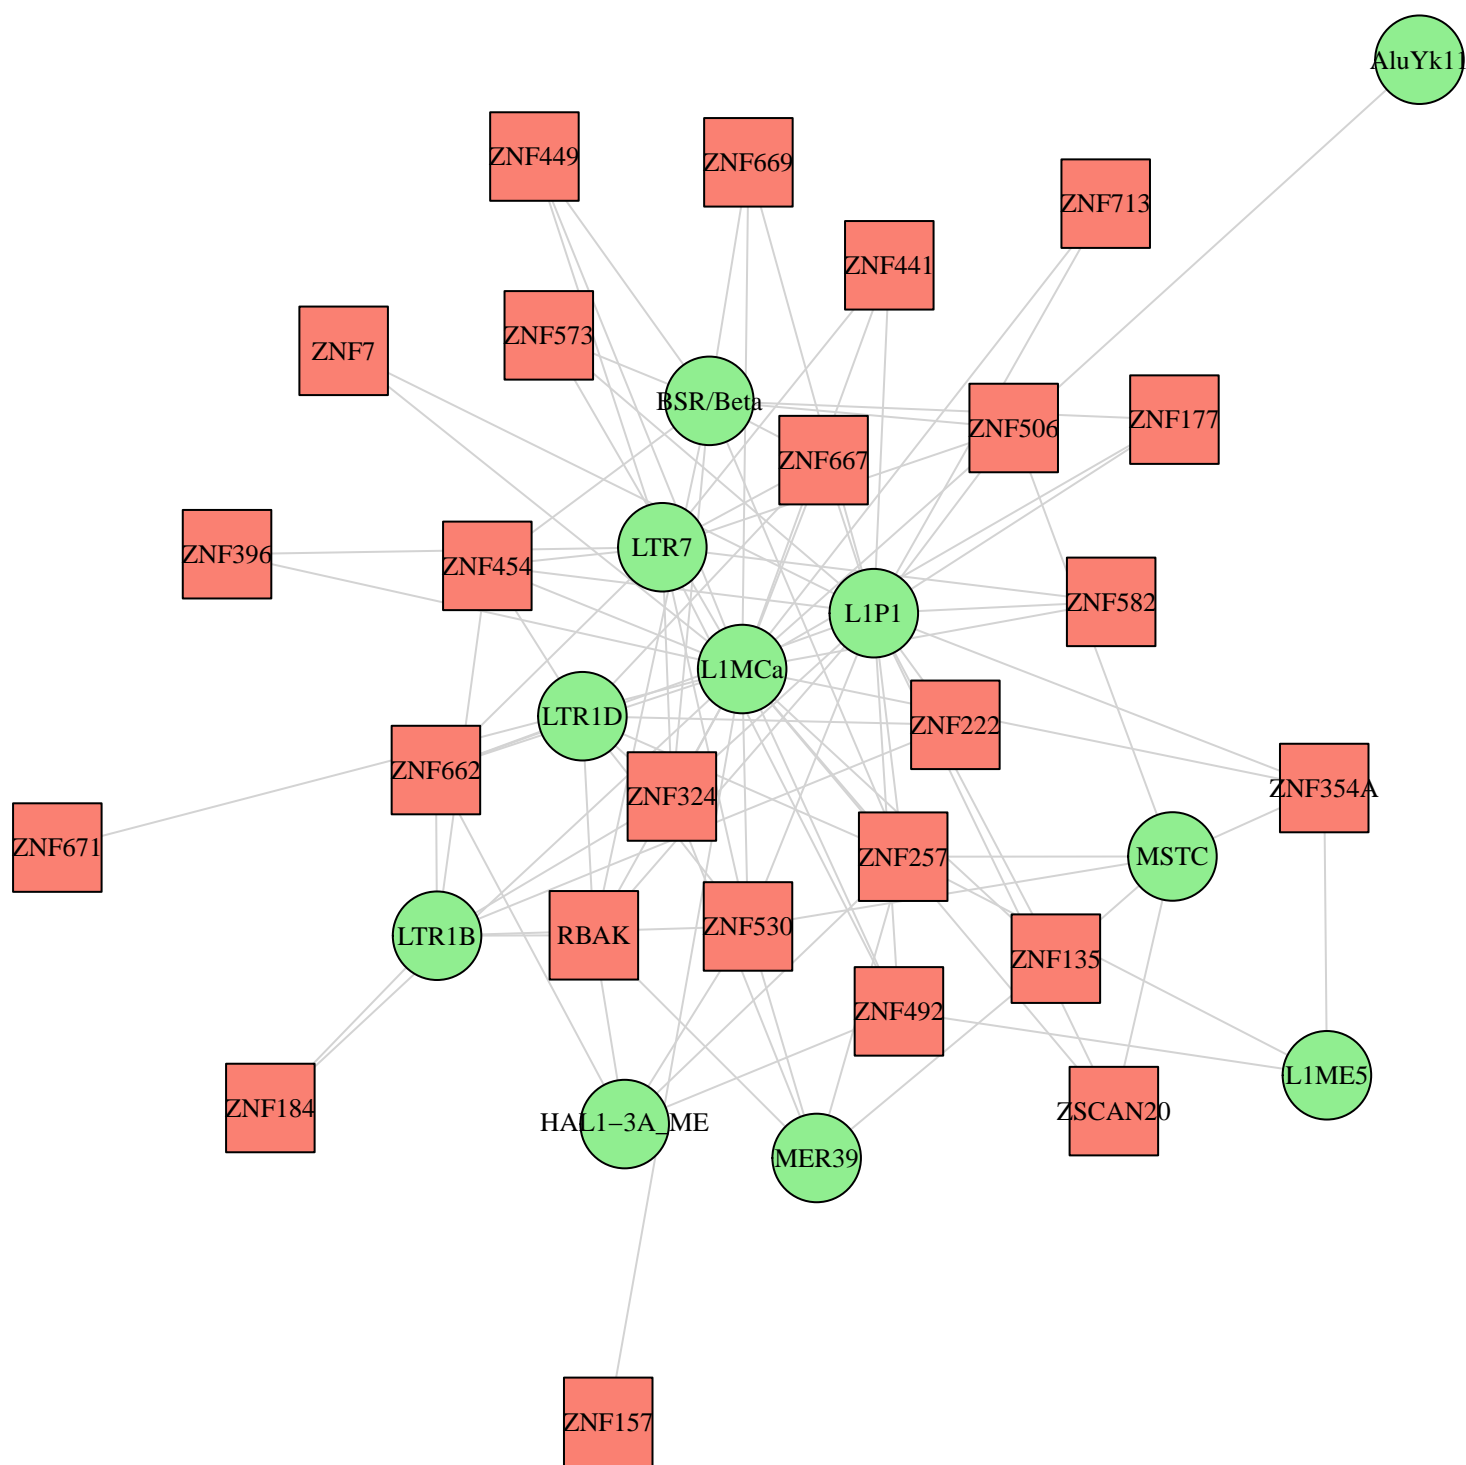 AluYk11
ZNF449
ZNF669
ZNF713
ZNF441
ZNF573
ZNF7
BSR/Beta
ZNF506
ZNF177
ZNF667
ZNF396
ZNF454
LTR7
L1P1
ZNF582
L1MCa
LTR1D
ZNF222
ZNF662
ZNF324
ZNF354A
ZNF671
ZNF257
MSTC
LTR1B
RBAK
ZNF530
ZNF135
ZNF492
L1ME5
ZNF184
HAL1−3A_ME
ZSCAN20
MER39
ZNF157